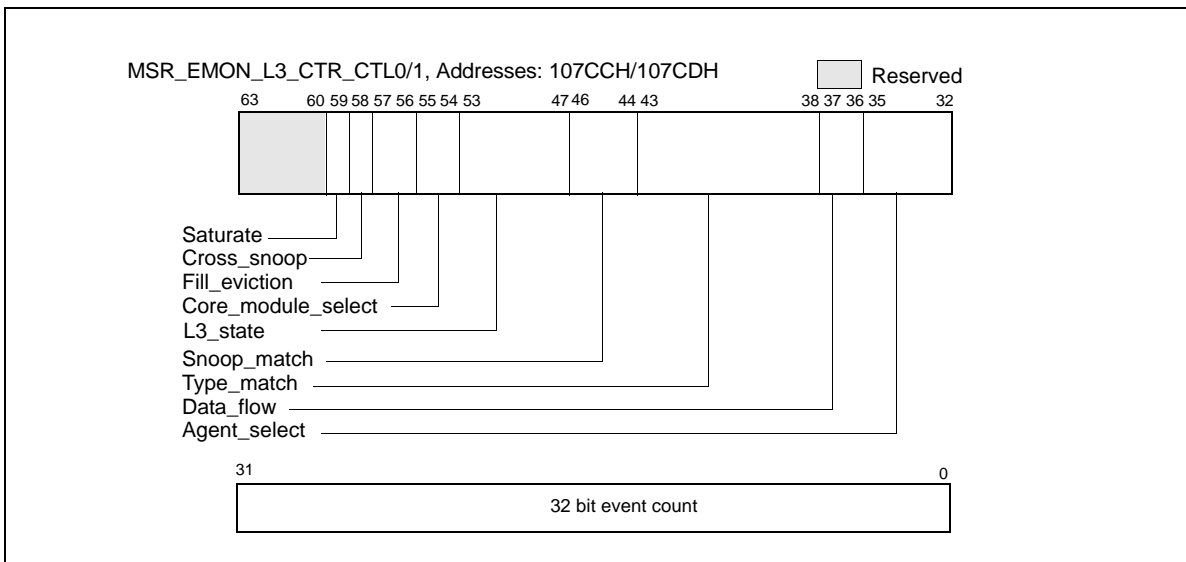 MSR_EMON_L3_CTR_CTL0/1, Addresses: 107CCH/107CDH
Reserved
63 60 59 58 57 56 55 54 53 47 46 44 43 38 37 36 35 32
Saturate
Cross_snoop
Fill_eviction
Core_module_select
L3_state
Snoop_match
Type_match
Data_flow
Agent_select
31 0
32 bit event count